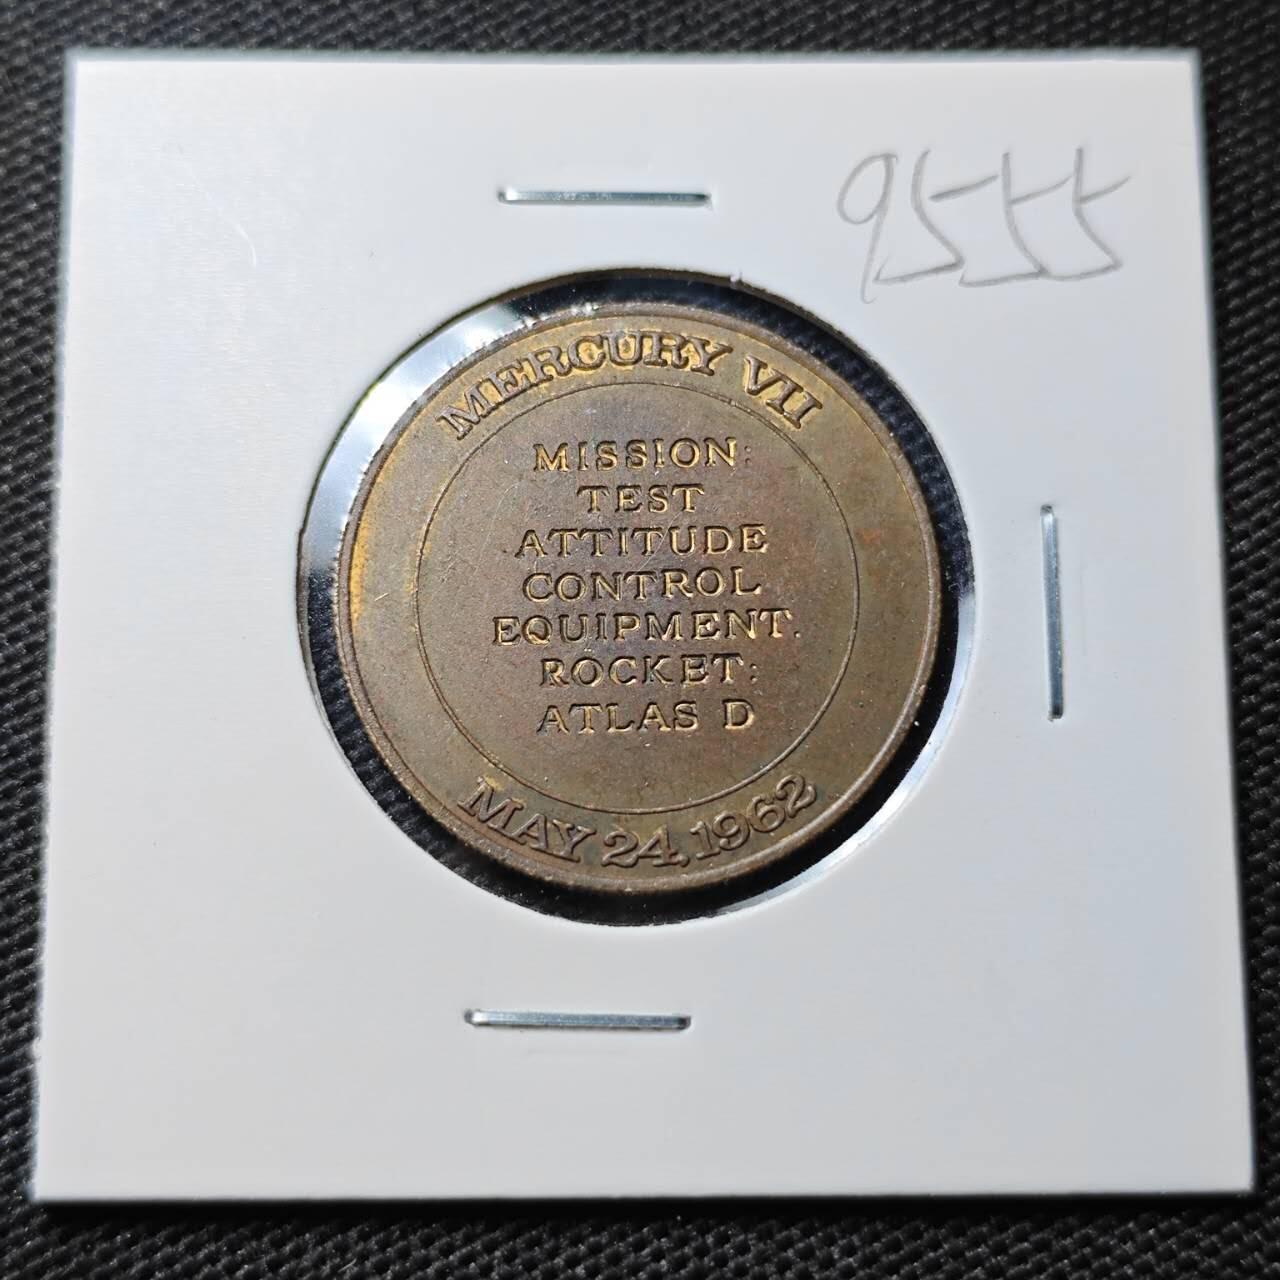 9555
MERCURY VII
MISSION:
TEST
ATTITUDE
CONTROL
EQUIPMENT.
ROCKET:
ATLAS D
MAY 24, 1962